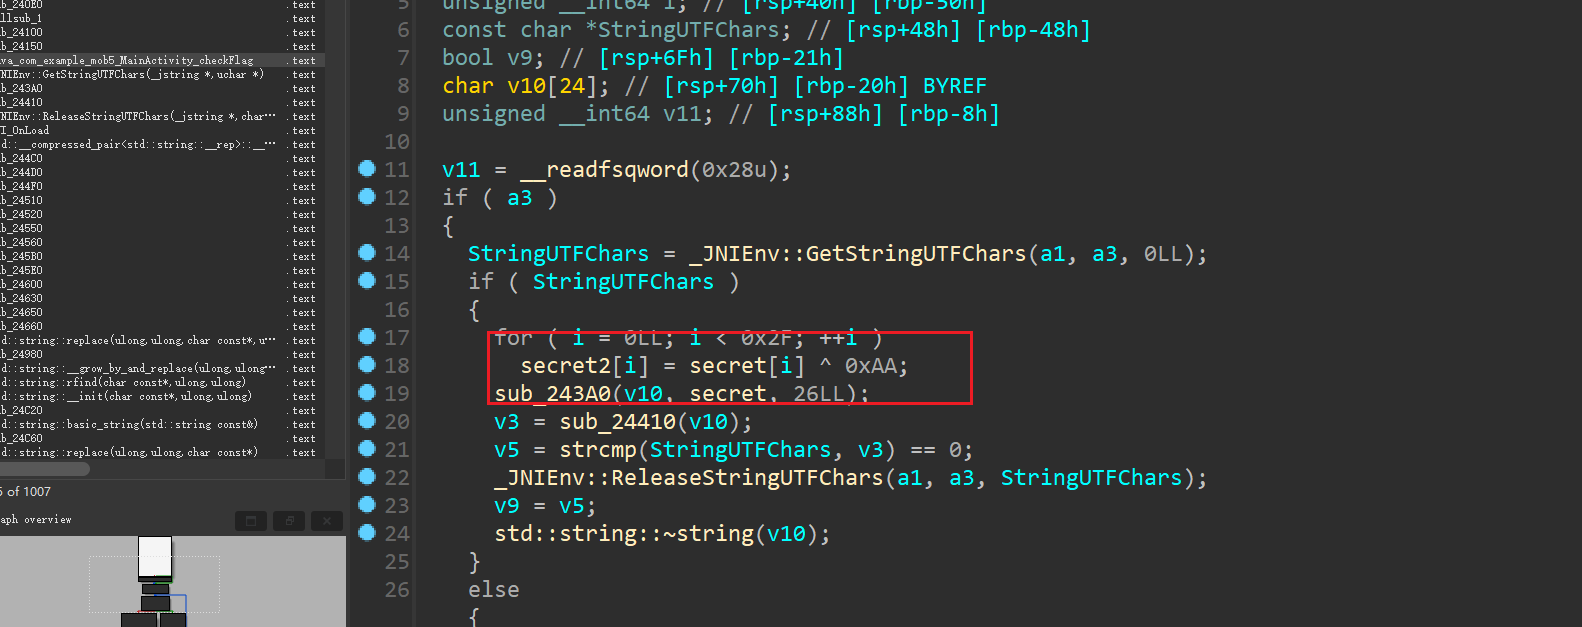 b_240E0 .text
llsub_1 .text
b_24100 .text
b_24150 .text
va_com_example_mob5_MainActivity_checkFlag .text
NIEnv::GetStringUTFChars(_jstring *,uchar *) .text
b_243A0 .text
b_24410 .text
NIEnv::ReleaseStringUTFChars(_jstring *,char⋯ .text
I_OnLoad .text
d::__compressed_pair<std::string::__rep>::__⋯ .text
b_244C0 .text
b_244D0 .text
b_244F0 .text
b_24510 .text
b_24520 .text
b_24550 .text
b_24560 .text
b_245B0 .text
b_245E0 .text
b_24600 .text
b_24630 .text
b_24650 .text
b_24660 .text
d::string::replace(ulong,ulong,char const*,u⋯ .text
b_24980 .text
d::string::__grow_by_and_replace(ulong,ulong⋯ .text
d::string::rfind(char const*,ulong,ulong) .text
d::string::__init(char const*,ulong,ulong) .text
b_24C20 .text
d::string::basic_string(std::string const&) .text
b_24C60 .text
d::string::replace(ulong,ulong,char const*) .text
5 of 1007
aph overview
5 unsigned __int64 i; // [rsp+40h] [rbp-50h]
6 const char *StringUTFChars; // [rsp+48h] [rbp-48h]
7 bool v9; // [rsp+6Fh] [rbp-21h]
8 char v10[24]; // [rsp+70h] [rbp-20h] BYREF
9 unsigned __int64 v11; // [rsp+88h] [rbp-8h]
10
11 v11 = __readfsqword(0x28u);
12 if ( a3 )
13 {
14 StringUTFChars = _JNIEnv::GetStringUTFChars(a1, a3, 0LL);
15 if ( StringUTFChars )
16 {
17 for ( i = 0LL; i < 0x2F; ++i )
18 secret2[i] = secret[i] ^ 0xAA;
19 sub_243A0(v10, secret, 26LL);
20 v3 = sub_24410(v10);
21 v5 = strcmp(StringUTFChars, v3) == 0;
22 _JNIEnv::ReleaseStringUTFChars(a1, a3, StringUTFChars);
23 v9 = v5;
24 std::string::~string(v10);
25 }
26 else
{